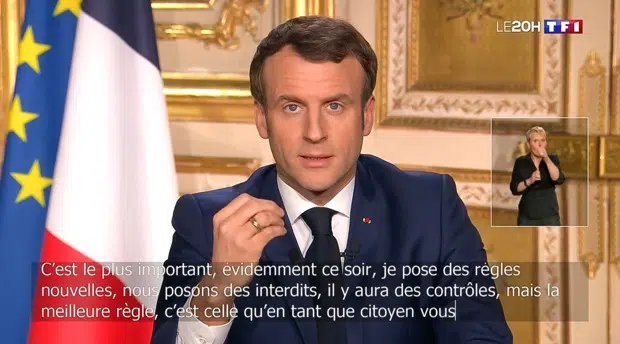 LE20H TF1
C'est le plus important, évidemment ce soir, je pose des règles
nouvelles, nous posons des interdits, il y aura des contrôles, mais la
meilleure règle, c'est celle qu'en tant que citoyen vous